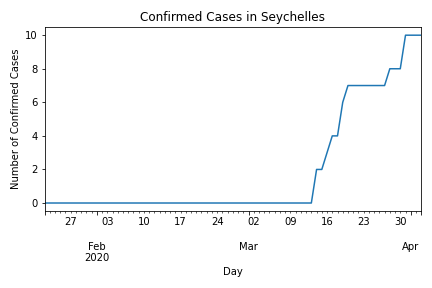 Confirmed Cases in Seychelles
10
8
6
4
2
0
Number of Confirmed Cases
27 03 10 17 24 02 09 16 23 30
Feb Mar Apr
2020
Day